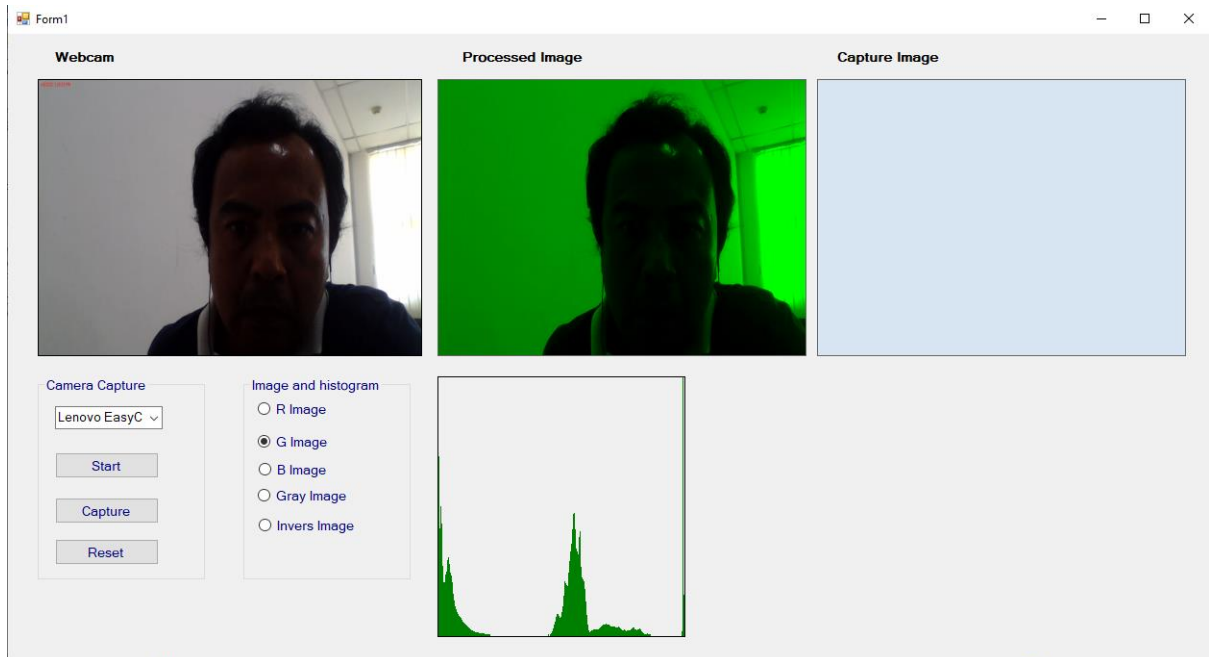 Form1
Webcam
Processed Image
Capture Image
Camera Capture
Lenovo EasyC
Start
Capture
Reset
Image and histogram
R Image
G Image
B Image
Gray Image
Invers Image